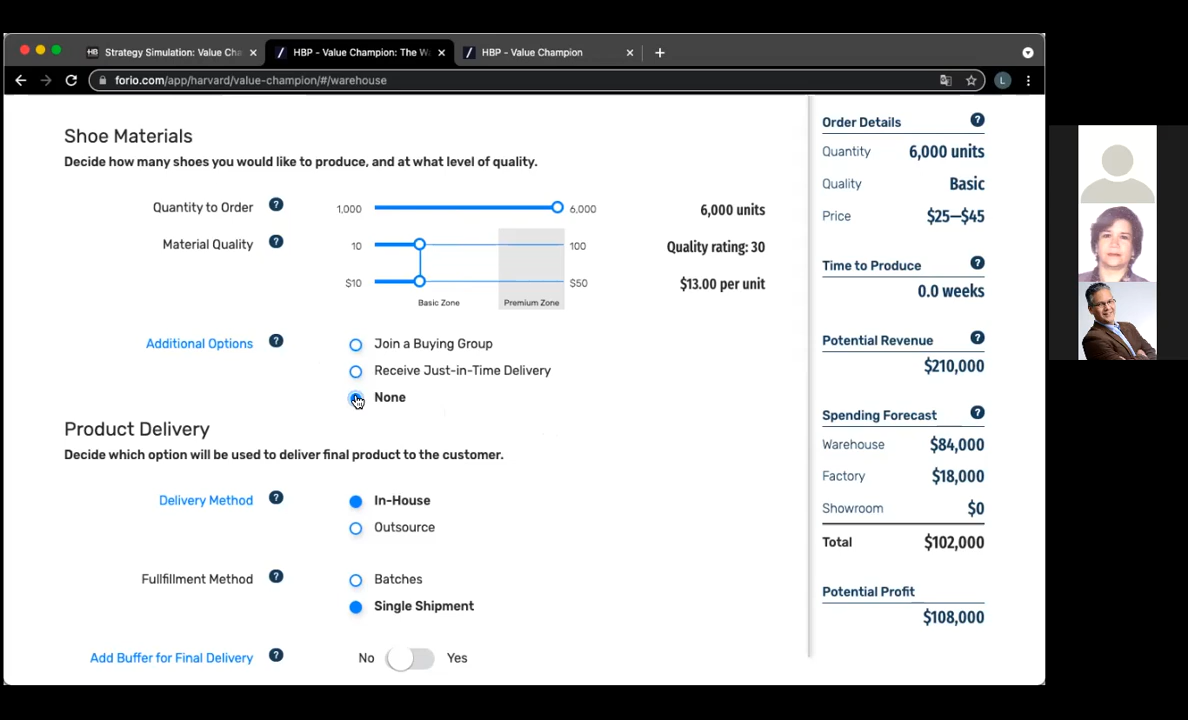 Strategy Simulation: Value Cha
HBP - Value Champion: The W
HBP - Value Champion
forio.com/app/harvard/value-champion/#/warehouse
L
Shoe Materials
Decide how many shoes you would like to produce, and at what level of quality.
Quantity to Order ? 1,000 6,000 6,000 units
Material Quality ? 10 100 Quality rating: 30
$10 $50 $13.00 per unit
Basic Zone Premium Zone
Additional Options ? Join a Buying Group
Receive Just-in-Time Delivery
None
Product Delivery
Decide which option will be used to deliver final product to the customer.
Delivery Method ? In-House
Outsource
Fullfillment Method ? Batches
Single Shipment
Add Buffer for Final Delivery ? No Yes
Order Details ?
Quantity 6,000 units
Quality Basic
Price $25—$45
Time to Produce ?
0.0 weeks
Potential Revenue ?
$210,000
Spending Forecast ?
Warehouse $84,000
Factory $18,000
Showroom $0
Total $102,000
Potential Profit ?
$108,000